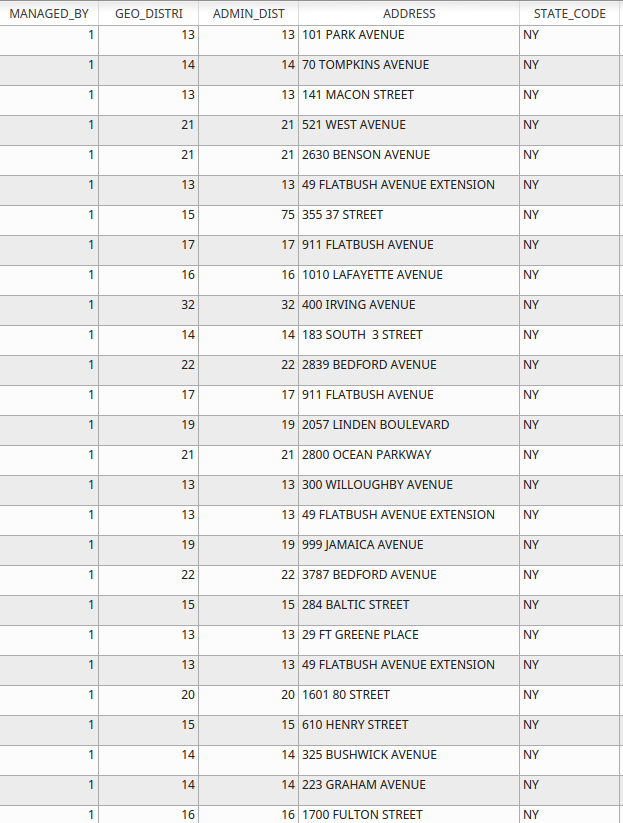 MANAGED_BY GEO_DISTRI ADMIN_DIST ADDRESS STATE_CODE
1 13 13 101 PARK AVENUE NY
1 14 14 70 TOMPKINS AVENUE NY
1 13 13 141 MACON STREET NY
1 21 21 521 WEST AVENUE NY
1 21 21 2630 BENSON AVENUE NY
1 13 13 49 FLATBUSH AVENUE EXTENSION NY
1 15 75 355 37 STREET NY
1 17 17 911 FLATBUSH AVENUE NY
1 16 16 1010 LAFAYETTE AVENUE NY
1 32 32 400 IRVING AVENUE NY
1 14 14 183 SOUTH  3 STREET NY
1 22 22 2839 BEDFORD AVENUE NY
1 17 17 911 FLATBUSH AVENUE NY
1 19 19 2057 LINDEN BOULEVARD NY
1 21 21 2800 OCEAN PARKWAY NY
1 13 13 300 WILLOUGHBY AVENUE NY
1 13 13 49 FLATBUSH AVENUE EXTENSION NY
1 19 19 999 JAMAICA AVENUE NY
1 22 22 3787 BEDFORD AVENUE NY
1 15 15 284 BALTIC STREET NY
1 13 13 29 FT GREENE PLACE NY
1 13 13 49 FLATBUSH AVENUE EXTENSION NY
1 20 20 1601 80 STREET NY
1 15 15 610 HENRY STREET NY
1 14 14 325 BUSHWICK AVENUE NY
1 14 14 223 GRAHAM AVENUE NY
1 16 16 1700 FULTON STREET NY